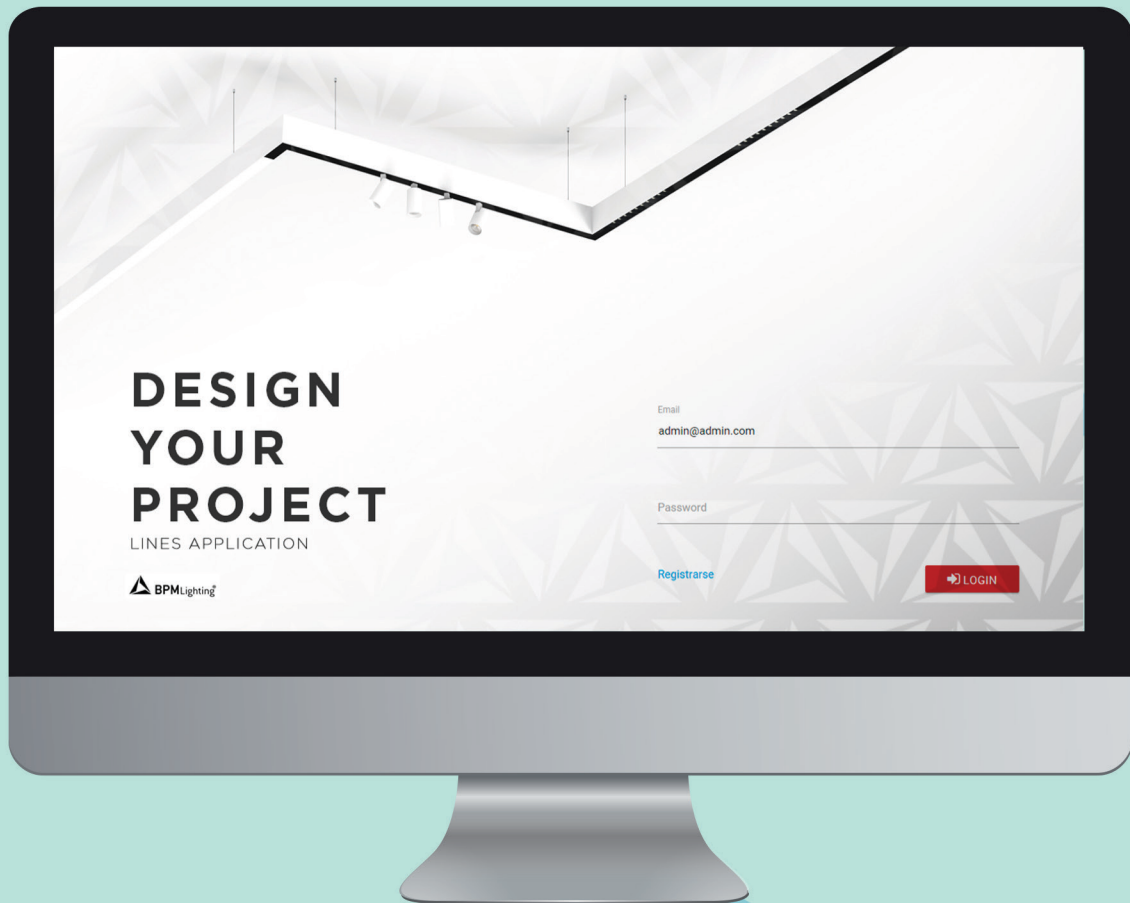 DESIGN
YOUR
PROJECT
LINES APPLICATION
BPMLighting®
Email
admin@admin.com
Password
Registrarse
LOGIN